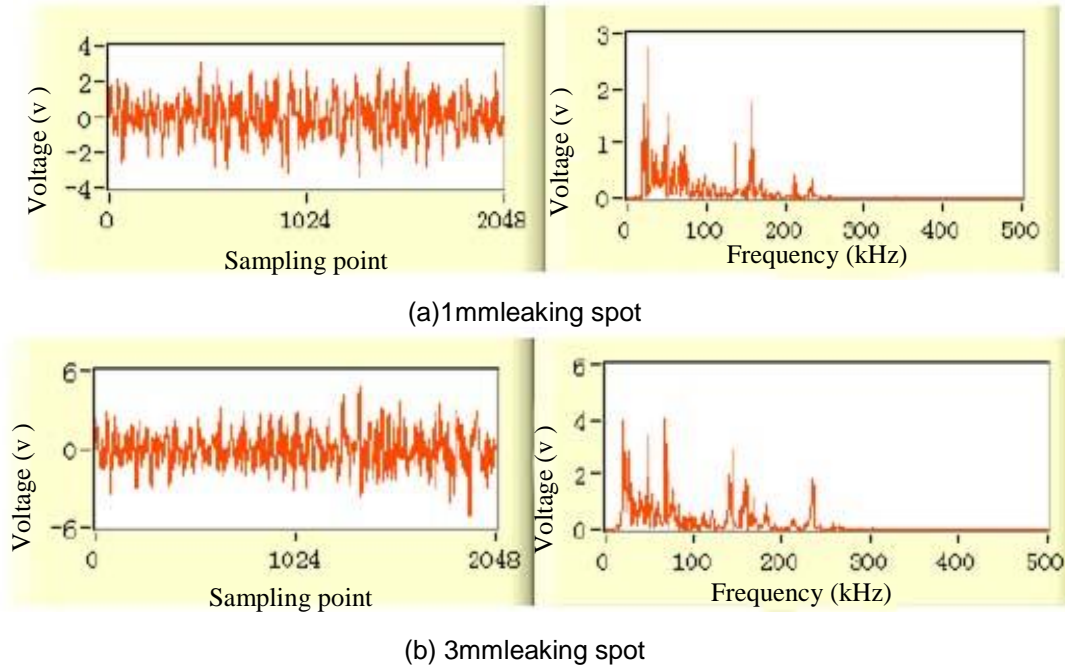 Voltage (v )
4
2
0
-2
-4
0 1024 2048
Sampling point
Voltage (v )
3
2
1
0
0 100 200 300 400 500
Frequency (kHz)
(a)1mmleaking spot
Voltage (v )
6
0
-6
0 1024 2048
Sampling point
Voltage (v )
6
4
2
0
0 100 200 300 400 500
Frequency (kHz)
(b) 3mmleaking spot